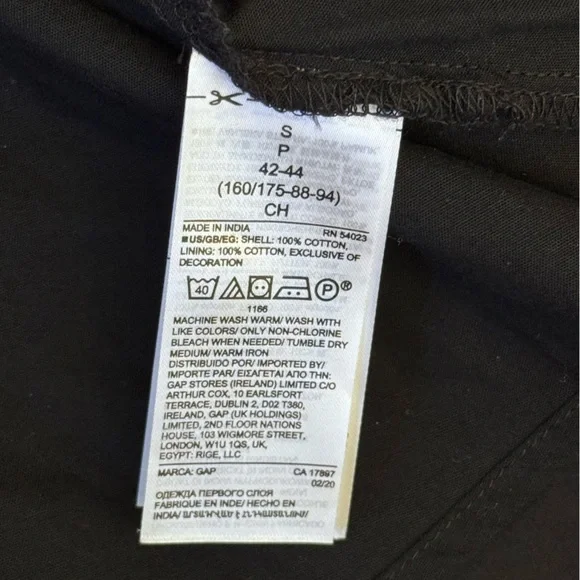 S
P
42-44
(160/175-88-94)
CH
MADE IN INDIA RN 54023
■US/GB/EG: SHELL: 100% COTTON,
LINING: 100% COTTON, EXCLUSIVE OF
DECORATION
40 P ®
1166
MACHINE WASH WARM/ WASH WITH
LIKE COLORS/ ONLY NON-CHLORINE
BLEACH WHEN NEEDED/ TUMBLE DRY
MEDIUM/ WARM IRON
DISTRIBUIDO POR/ IMPORTED BY/
IMPORTE PAR/ ΕΙΣΑΓΕΤΑΙ ΑΠΟ ΤΗΝ:
GAP STORES (IRELAND) LIMITED C/O
ARTHUR COX, 10 EARLSFORT
TERRACE, DUBLIN 2, D02 T380,
IRELAND, GAP (UK HOLDINGS)
LIMITED, 2ND FLOOR NATIONS
HOUSE, 103 WIGMORE STREET,
LONDON, W1U 1QS, UK,
EGYPT: RIGE, LLC
MARCA: GAP CA 17897
02/20
ОДЕЖДА ПЕРВОГО СЛОЯ
FABRIQUE EN INDE/ HECHO EN
INDIA/